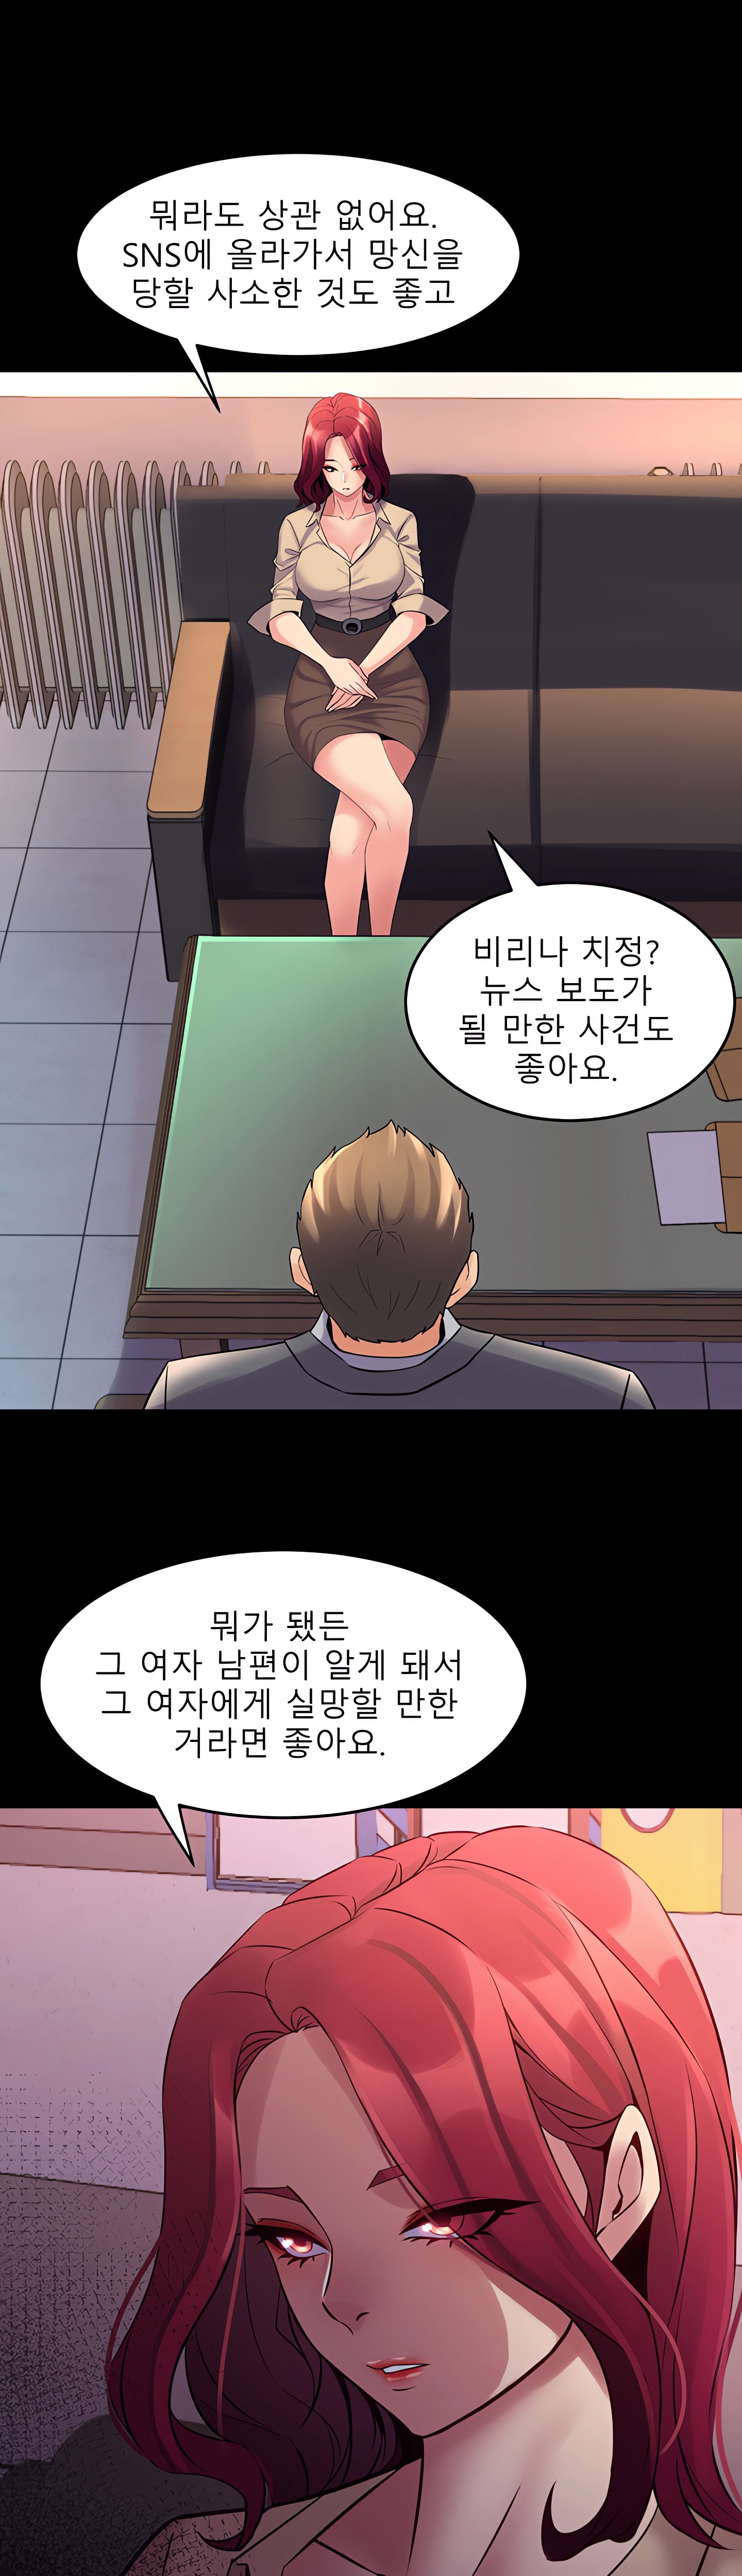 뭐라도 상관 없어요.
SNS에 올라가서 망신을
당할 사소한 것도 좋고
비리나 치정?
뉴스 보도가
될 만한 사건도
좋아요.
뭐가 됐든
그 여자 남편이 알게 돼서
그 여자에게 실망할 만한
거라면 좋아요.